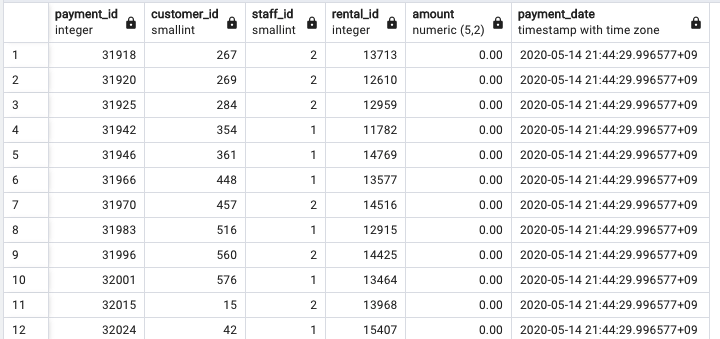 payment_id customer_id staff_id rental_id amount payment_date
integer smallint smallint integer numeric (5,2) timestamp with time zone
1 31918 267 2 13713 0.00 2020-05-14 21:44:29.996577+09
2 31920 269 2 12610 0.00 2020-05-14 21:44:29.996577+09
3 31925 284 2 12959 0.00 2020-05-14 21:44:29.996577+09
4 31942 354 1 11782 0.00 2020-05-14 21:44:29.996577+09
5 31946 361 1 14769 0.00 2020-05-14 21:44:29.996577+09
6 31966 448 1 13577 0.00 2020-05-14 21:44:29.996577+09
7 31970 457 2 14516 0.00 2020-05-14 21:44:29.996577+09
8 31983 516 1 12915 0.00 2020-05-14 21:44:29.996577+09
9 31996 560 2 14425 0.00 2020-05-14 21:44:29.996577+09
10 32001 576 1 13464 0.00 2020-05-14 21:44:29.996577+09
11 32015 15 2 13968 0.00 2020-05-14 21:44:29.996577+09
12 32024 42 1 15407 0.00 2020-05-14 21:44:29.996577+09